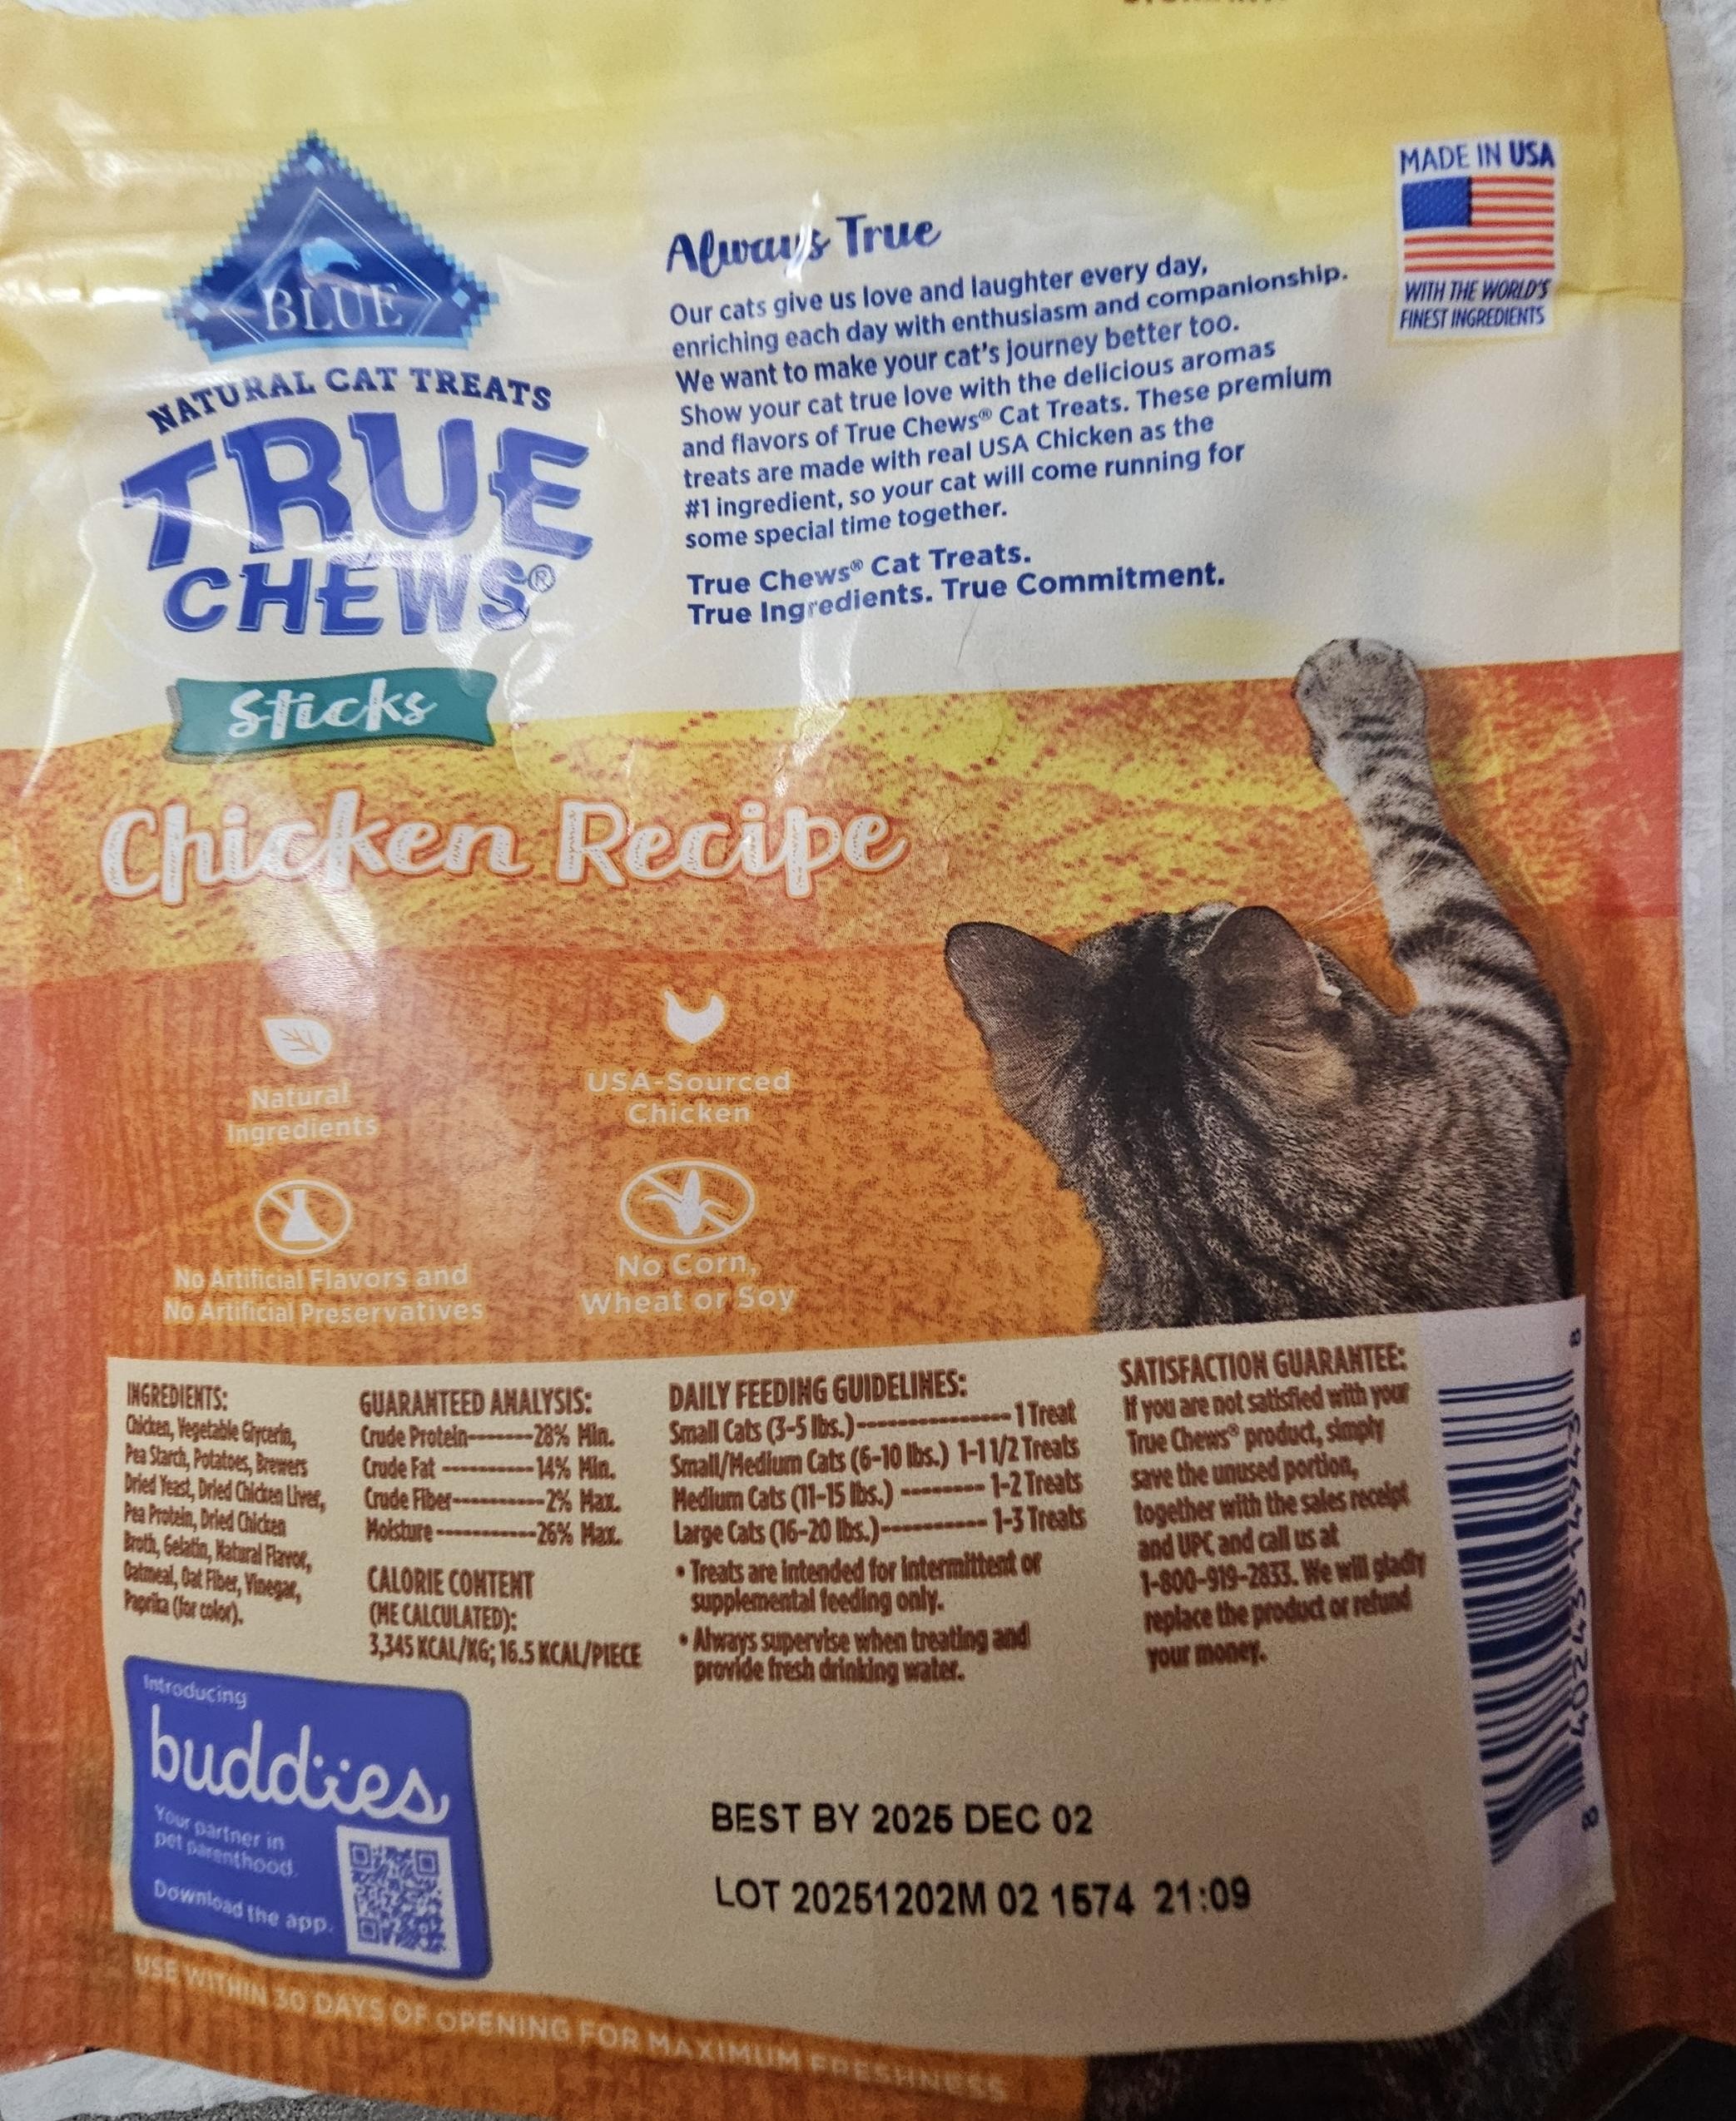 BLUE
NATURAL CAT TREATS
TRUE
CHEWS®
Sticks
Chicken Recipe
Always True
Our cats give us love and laughter every day,
enriching each day with enthusiasm and companionship.
We want to make your cat's journey better too.
Show your cat true love with the delicious aromas
and flavors of True Chews® Cat Treats. These premium
treats are made with real USA Chicken as the
#1 ingredient, so your cat will come running for
some special time together.
True Chews® Cat Treats.
True Ingredients. True Commitment.
MADE IN USA
WITH THE WORLD'S
FINEST INGREDIENTS
Natural
Ingredients
USA-Sourced
Chicken
No Artificial Flavors and
No Artificial Preservatives
No Corn,
Wheat or Soy
INGREDIENTS:
Chicken, Vegetable Glycerin,
Pea Starch, Potatoes, Brewers
Dried Yeast, Dried Chicken Liver,
Pea Protein, Dried Chicken
Broth, Gelatin, Natural Flavor,
Oatmeal, Oat Fiber, Vinegar,
Paprika (for color).
GUARANTEED ANALYSIS:
Crude Protein-------28% Min.
Crude Fat ----------14% Min.
Crude Fiber----------2% Max.
Moisture -----------26% Max.
CALORIE CONTENT
(ME CALCULATED):
3,345 KCAL/KG; 16.5 KCAL/PIECE
DAILY FEEDING GUIDELINES:
Small Cats (3-5 lbs.)----------------1 Treat
Small/Medium Cats (6-10 lbs.) 1-1 1/2 Treats
Medium Cats (11-15 lbs.) --------- 1-2 Treats
Large Cats (16-20 lbs.)----------- 1-3 Treats
• Treats are intended for intermittent or
supplemental feeding only.
• Always supervise when treating and
provide fresh drinking water.
SATISFACTION GUARANTEE:
If you are not satisfied with your
True Chews® product, simply
save the unused portion,
together with the sales receipt
and UPC and call us at
1-800-919-2833. We will gladly
replace the product or refund
your money.
Introducing
buddies
Your partner in
pet parenthood.
Download the app.
BEST BY 2025 DEC 02
LOT 20251202M 02 1574 21:09
USE WITHIN 30 DAYS OF OPENING FOR MAXIMUM FRESHNESS